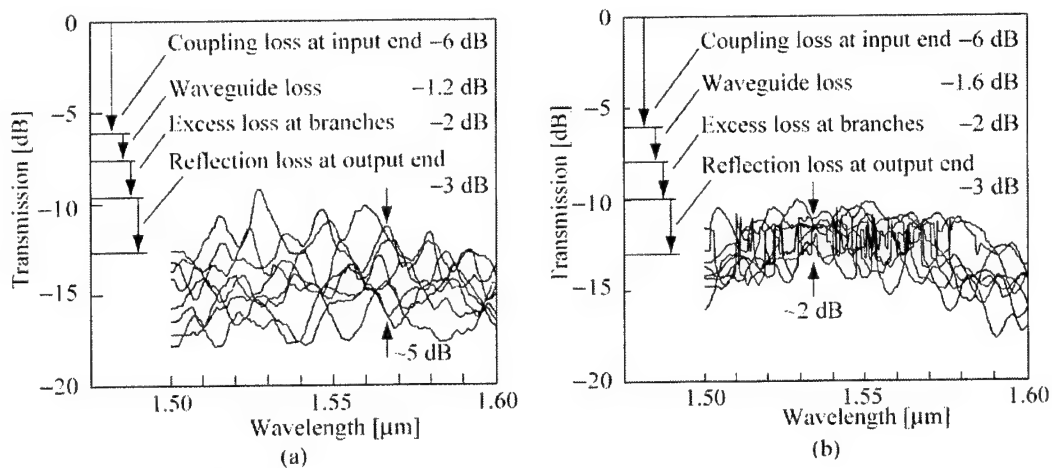 0
Coupling loss at input end −6 dB
Waveguide loss −1.2 dB
−5
Excess loss at branches −2 dB
Reflection loss at output end
−3 dB
−10
−15
~5 dB
−20
1.50 1.55 1.60
Wavelength [μm]
Transmission [dB]
(a)
0
Coupling loss at input end −6 dB
Waveguide loss −1.6 dB
−5
Excess loss at branches −2 dB
Reflection loss at output end
−3 dB
−10
−15
~2 dB
−20
1.50 1.55 1.60
Wavelength [μm]
Transmission [dB]
(b)